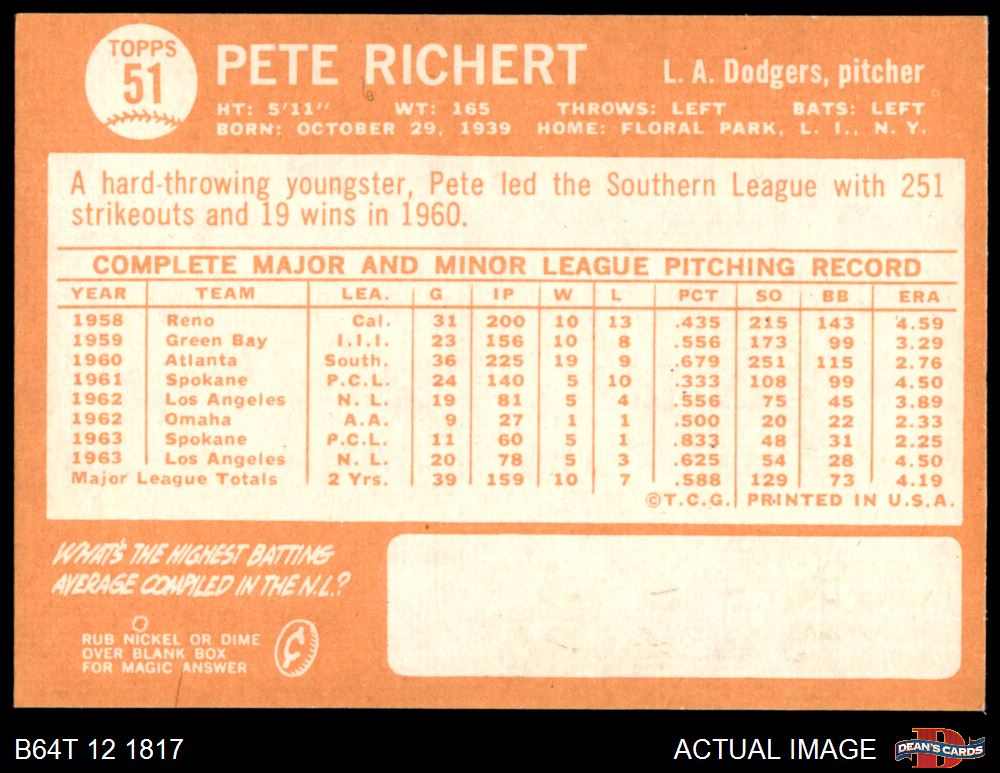 TOPPS
51
PETE RICHERT
L. A. Dodgers, pitcher
HT: 5'11" WT: 165 THROWS: LEFT BATS: LEFT
BORN: OCTOBER 29, 1939 HOME: FLORAL PARK, L. I., N. Y.
A hard-throwing youngster, Pete led the Southern League with 251
strikeouts and 19 wins in 1960.
COMPLETE MAJOR AND MINOR LEAGUE PITCHING RECORD
YEAR TEAM LEA. G IP W L PCT SO BB ERA
1958 Reno Cal. 31 200 10 13 .435 215 143 4.59
1959 Green Bay I.I.I. 23 156 10 8 .556 173 99 3.29
1960 Atlanta South. 36 225 19 9 .679 251 115 2.76
1961 Spokane P.C.L. 24 140 5 10 .333 108 99 4.50
1962 Los Angeles N. L. 19 81 5 4 .556 75 45 3.89
1962 Omaha A.A. 9 27 1 1 .500 20 22 2.33
1963 Spokane P.C.L. 11 60 5 1 .833 48 31 2.25
1963 Los Angeles N. L. 20 78 5 3 .625 54 28 4.50
Major League Totals 2 Yrs. 39 159 10 7 .588 129 73 4.19
©T.C.G. PRINTED IN U.S.A.
WHAT'S THE HIGHEST BATTING
AVERAGE COMPILED IN THE N.L.?
RUB NICKEL OR DIME
OVER BLANK BOX
FOR MAGIC ANSWER
B64T 12 1817
ACTUAL IMAGE
DEAN'S CARDS